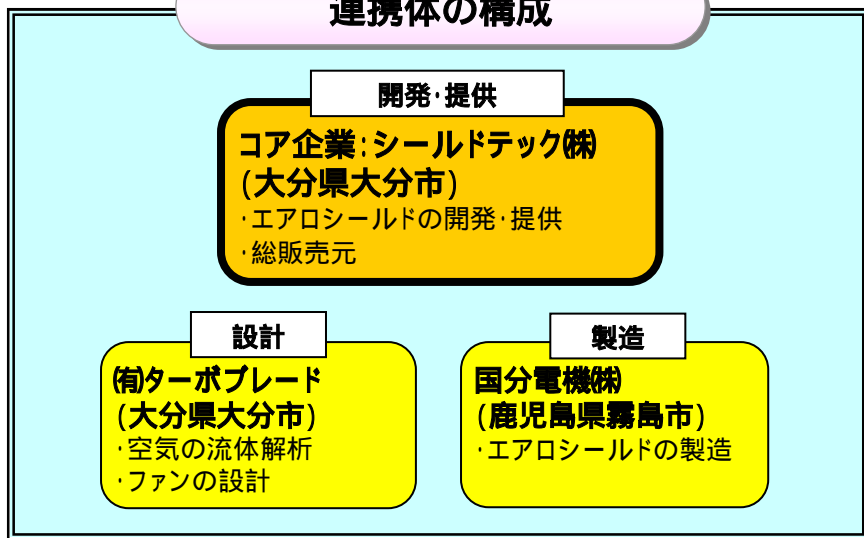 連携体の構成
開発･提供
コア企業:シールドテック㈱
(大分県大分市)
･エアロシールドの開発･提供
･総販売元
設計
㈲ターボブレード
(大分県大分市)
･空気の流体解析
･ファンの設計
製造
国分電機㈱
(鹿児島県霧島市)
･エアロシールドの製造